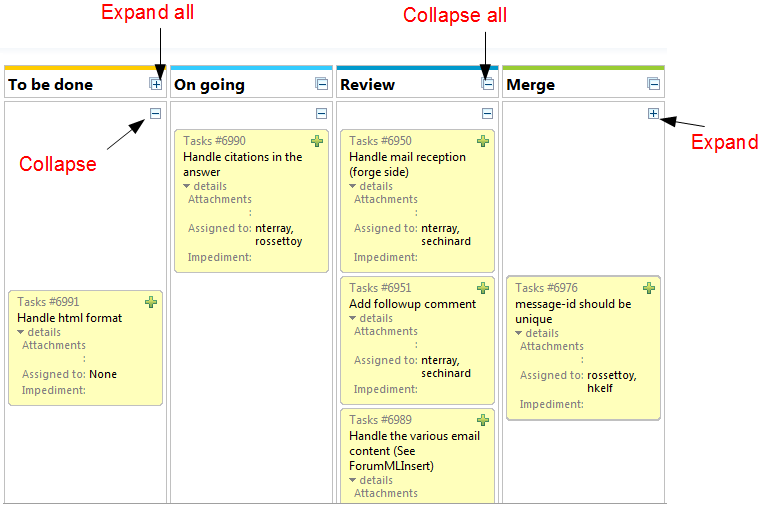 Expand all
Collapse all
To be done
On going
Review
Merge
Collapse
Expand
Tasks #6991
Handle html format
details
Attachments
:
Assigned to: None
Impediment:
Tasks #6990
Handle citations in the
answer
details
Attachments
:
Assigned to: nterray,
rossettoy
Impediment:
Tasks #6950
Handle mail reception
(forge side)
details
Attachments
:
Assigned to: nterray,
sechinard
Impediment:
Tasks #6951
Add followup comment
details
Attachments
:
Assigned to: nterray,
sechinard
Impediment:
Tasks #6989
Handle the various email
content (See
ForumMLInsert)
details
Attachments
Tasks #6976
message-id should be
unique
details
Attachments
:
Assigned to: rossettoy,
hkelf
Impediment: